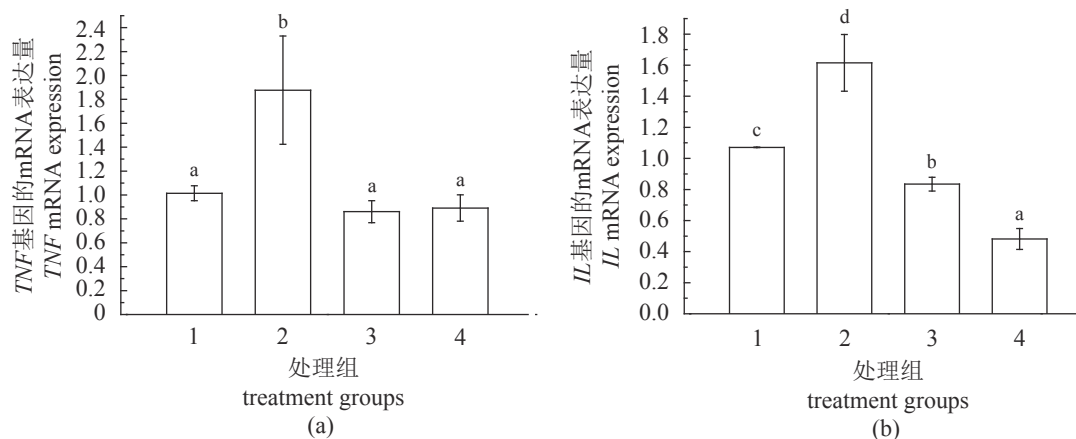 TNF基因的mRNA表达量
TNF mRNA expression
2.4
2.2
2.0
1.8
1.6
1.4
1.2
1.0
0.8
0.6
0.4
0.2
0
a
b
a
a
1 2 3 4
处理组
treatment groups
(a)
IL基因的mRNA表达量
IL mRNA expression
1.8
1.6
1.4
1.2
1.0
0.8
0.6
0.4
0.2
0.0
c
d
b
a
1 2 3 4
处理组
treatment groups
(b)